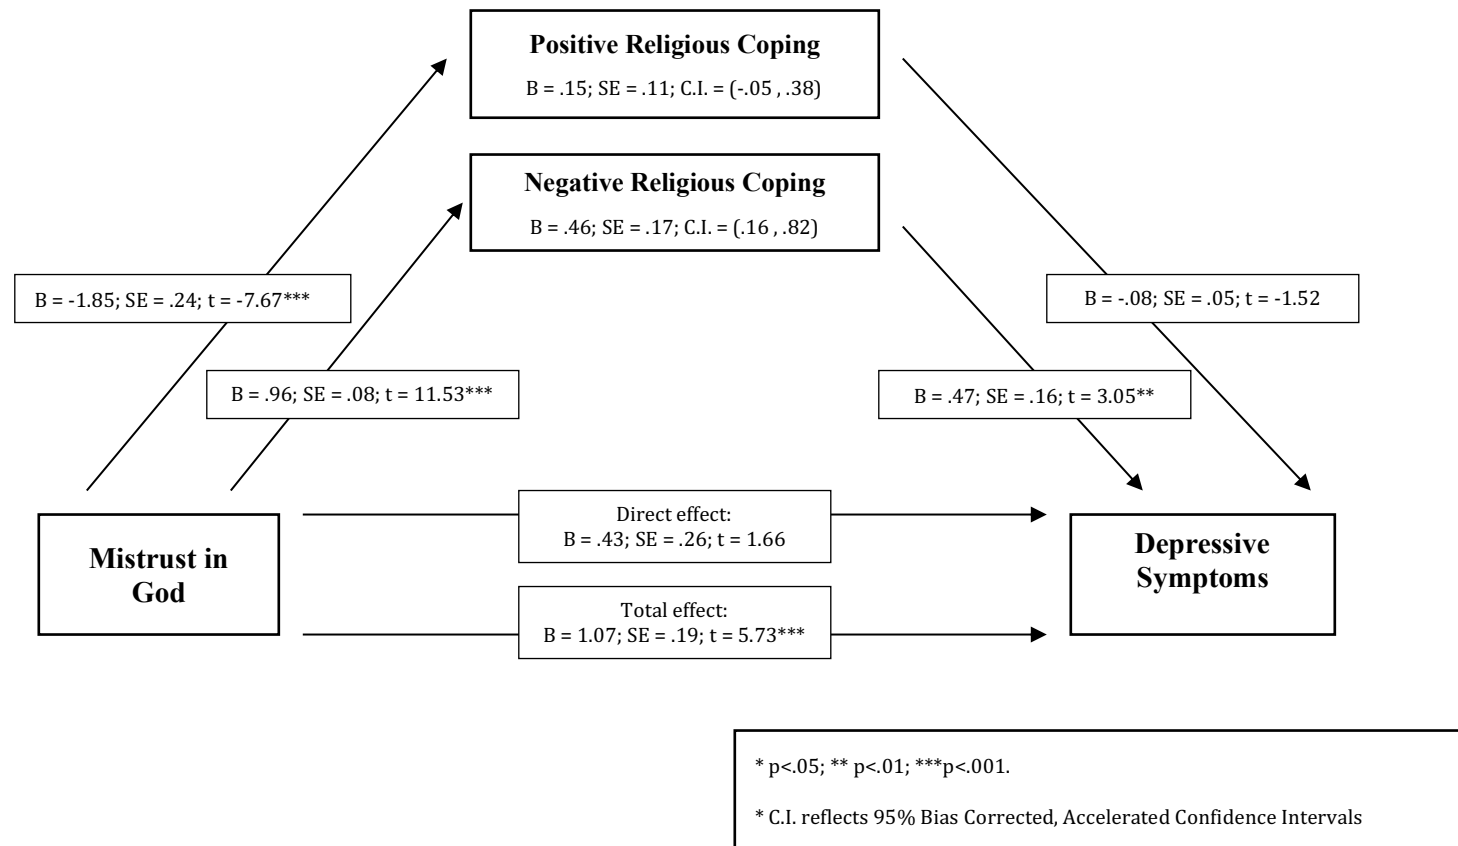 Positive Religious Coping
B = .15; SE = .11; C.I. = (-.05 , .38)
Negative Religious Coping
B = .46; SE = .17; C.I. = (.16 , .82)
B = -1.85; SE = .24; t = -7.67***
B = -.08; SE = .05; t = -1.52
B = .96; SE = .08; t = 11.53***
B = .47; SE = .16; t = 3.05**
Mistrust in
God
Direct effect:
B = .43; SE = .26; t = 1.66
Total effect:
B = 1.07; SE = .19; t = 5.73***
Depressive
Symptoms
* p<.05; ** p<.01; ***p<.001.
* C.I. reflects 95% Bias Corrected, Accelerated Confidence Intervals